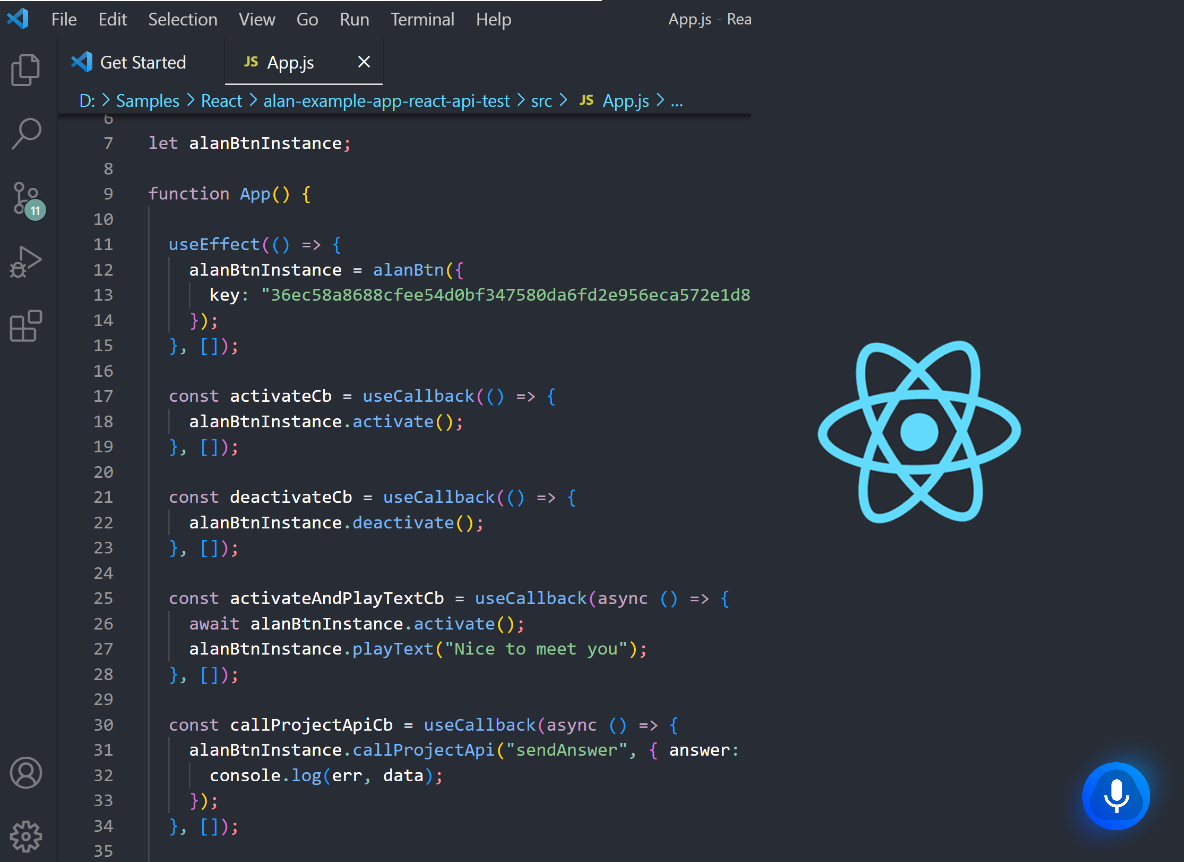 File Edit Selection View Go Run Terminal Help App.js - Rea
Get Started JS App.js ×
D: > Samples > React > alan-example-app-react-api-test > src > JS App.js > ...
6
7 let alanBtnInstance;
8
9 function App() {
10
11 useEffect(() => {
12 alanBtnInstance = alanBtn({
13 key: "36ec58a8688cfee54d0bf347580da6fd2e956eca572e1d8
14 });
15 }, []);
16
17 const activateCb = useCallback(() => {
18 alanBtnInstance.activate();
19 }, []);
20
21 const deactivateCb = useCallback(() => {
22 alanBtnInstance.deactivate();
23 }, []);
24
25 const activateAndPlayTextCb = useCallback(async () => {
26 await alanBtnInstance.activate();
27 alanBtnInstance.playText("Nice to meet you");
28 }, []);
29
30 const callProjectApiCb = useCallback(async () => {
31 alanBtnInstance.callProjectApi("sendAnswer", { answer:
32 console.log(err, data);
33 });
34 }, []);
35
11